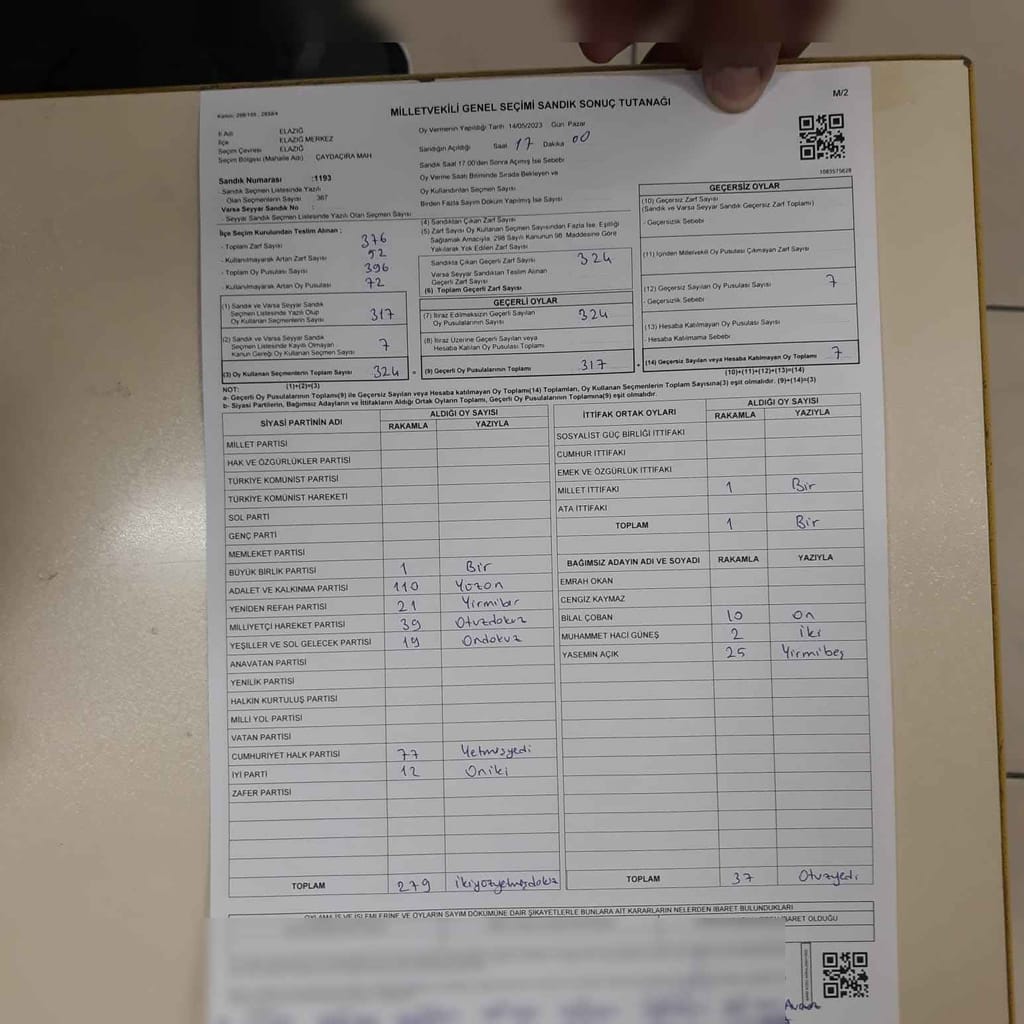 MİLLETVEKİLİ GENEL SEÇİMİ SANDIK SONUÇ TUTANAĞI
M/2
İl Adı ELAZIĞ
İlçe ELAZIĞ MERKEZ
Seçim Çevresi ELAZIĞ
Seçim Bölgesi (Mahalle Adı) ÇAYDAÇIRA MAH
Oy Vermenin Yapıldığı Tarih 14/05/2023 Gün Pazar
Sandığın Açıldığı Saat 17 Dakika 00
Sandık Saat 17.00'den Sonra Açılmış İse Sebebi
Oy Verme Saati Bitiminde Sırada Bekleyen ve
Oy Kullandırılan Seçmen Sayısı
Birden Fazla Sayım Döküm Yapılmış İse Sayısı
1083575628
Sandık Numarası :1193
- Sandık Seçmen Listesinde Yazılı
Olan Seçmenlerin Sayısı 367
Varsa Seyyar Sandık No :
- Seyyar Sandık Seçmen Listesinde Yazılı Olan Seçmen Sayısı
İlçe Seçim Kurulundan Teslim Alınan :
- Toplam Zarf Sayısı 376
- Kullanılmayarak Artan Zarf Sayısı 52
- Toplam Oy Pusulası Sayısı 396
- Kullanılmayarak Artan Oy Pusulası 72
(1) Sandık ve Varsa Seyyar Sandık
Seçmen Listesinde Yazılı Olup
Oy Kullanan Seçmenlerin Sayısı 317
(2) Sandık ve Varsa Seyyar Sandık
Seçmen Listesinde Kayıtlı Olmayan
Kanun Gereği Oy Kullanan Seçmen Sayısı 7
(3) Oy Kullanan Seçmenlerin Toplam Sayısı 324
(1)+(2)=(3)
(4) Sandıktan Çıkan Zarf Sayısı
(5) Zarf Sayısı Oy Kullanan Seçmen Sayısından Fazla İse, Eşitliği
Sağlamak Amacıyla, 298 Sayılı Kanunun 98. Maddesine Göre
Yakılarak Yok Edilen Zarf Sayısı
Sandıkta Çıkan Geçerli Zarf Sayısı 324
Varsa Seyyar Sandıktan Teslim Alınan
Geçerli Zarf Sayısı
(6) Toplam Geçerli Zarf Sayısı
GEÇERLİ OYLAR
(7) İtiraz Edilmeksizin Geçerli Sayılan
Oy Pusulalarının Sayısı 324
(8) İtiraz Üzerine Geçerli Sayılan veya
Hesaba Katılan Oy Pusulası Toplamı
= (9) Geçerli Oy Pusulalarının Toplamı 317
GEÇERSİZ OYLAR
(10) Geçersiz Zarf Sayısı
(Sandık ve Varsa Seyyar Sandık Geçersiz Zarf Toplamı)
- Geçersizlik Sebebi
(11) İçinden Milletvekili Oy Pusulası Çıkmayan Zarf Sayısı
(12) Geçersiz Sayılan Oy Pusulası Sayısı 7
- Geçersizlik Sebebi
(13) Hesaba Katılmayan Oy Pusulası Sayısı
- Hesaba Katılmama Sebebi
+ (14) Geçersiz Sayılan veya Hesaba Katılmayan Oy Toplamı 7
(10)+(11)+(12)+(13)=(14)
NOT:
a- Geçerli Oy Pusulalarının Toplamı(9) ile Geçersiz Sayılan veya Hesaba katılmayan Oy Toplamı(14) Toplamları, Oy Kullanan Seçmenlerin Toplam Sayısına(3) eşit olmalıdır. (9)+(14)=(3)
b- Siyasi Partilerin, Bağımsız Adayların ve İttifakların Aldığı Ortak Oyların Toplamı, Geçerli Oy Pusulalarının Toplamına(9) eşit olmalıdır.
SİYASİ PARTİNİN ADI ALDIĞI OY SAYISI
RAKAMLA YAZIYLA
MİLLET PARTİSİ
HAK VE ÖZGÜRLÜKLER PARTİSİ
TÜRKİYE KOMÜNİST PARTİSİ
TÜRKİYE KOMÜNİST HAREKETİ
SOL PARTİ
GENÇ PARTİ
MEMLEKET PARTİSİ
BÜYÜK BİRLİK PARTİSİ 1 Bir
ADALET VE KALKINMA PARTİSİ 110 Yüzon
YENİDEN REFAH PARTİSİ 21 Yirmibir
MİLLİYETÇİ HAREKET PARTİSİ 39 Otuzdokuz
YEŞİLLER VE SOL GELECEK PARTİSİ 19 Ondokuz
ANAVATAN PARTİSİ
YENİLİK PARTİSİ
HALKIN KURTULUŞ PARTİSİ
MİLLİ YOL PARTİSİ
VATAN PARTİSİ
CUMHURİYET HALK PARTİSİ 77 Yetmişyedi
İYİ PARTİ 12 Oniki
ZAFER PARTİSİ
TOPLAM 279 ikiyüzyetmişdokuz
İTTİFAK ORTAK OYLARI ALDIĞI OY SAYISI
RAKAMLA YAZIYLA
SOSYALİST GÜÇ BİRLİĞİ İTTİFAKI
CUMHUR İTTİFAKI
EMEK VE ÖZGÜRLÜK İTTİFAKI
MİLLET İTTİFAKI 1 Bir
ATA İTTİFAKI
TOPLAM 1 Bir
BAĞIMSIZ ADAYIN ADI VE SOYADI RAKAMLA YAZIYLA
EMRAH OKAN
CENGİZ KAYMAZ
BİLAL ÇOBAN 10 on
MUHAMMET HACI GÜNEŞ 2 iki
YASEMİN AÇIK 25 Yirmibeş
TOPLAM 37 Otuzyedi
OYLAMA İŞ VE İŞLEMLERİNE VE OYLARIN SAYIM DÖKÜMÜNE DAİR ŞİKAYETLERLE BUNLARA AİT KARARLARIN NELERDEN İBARET BULUNDUKLARI
İBARET OLDUĞU